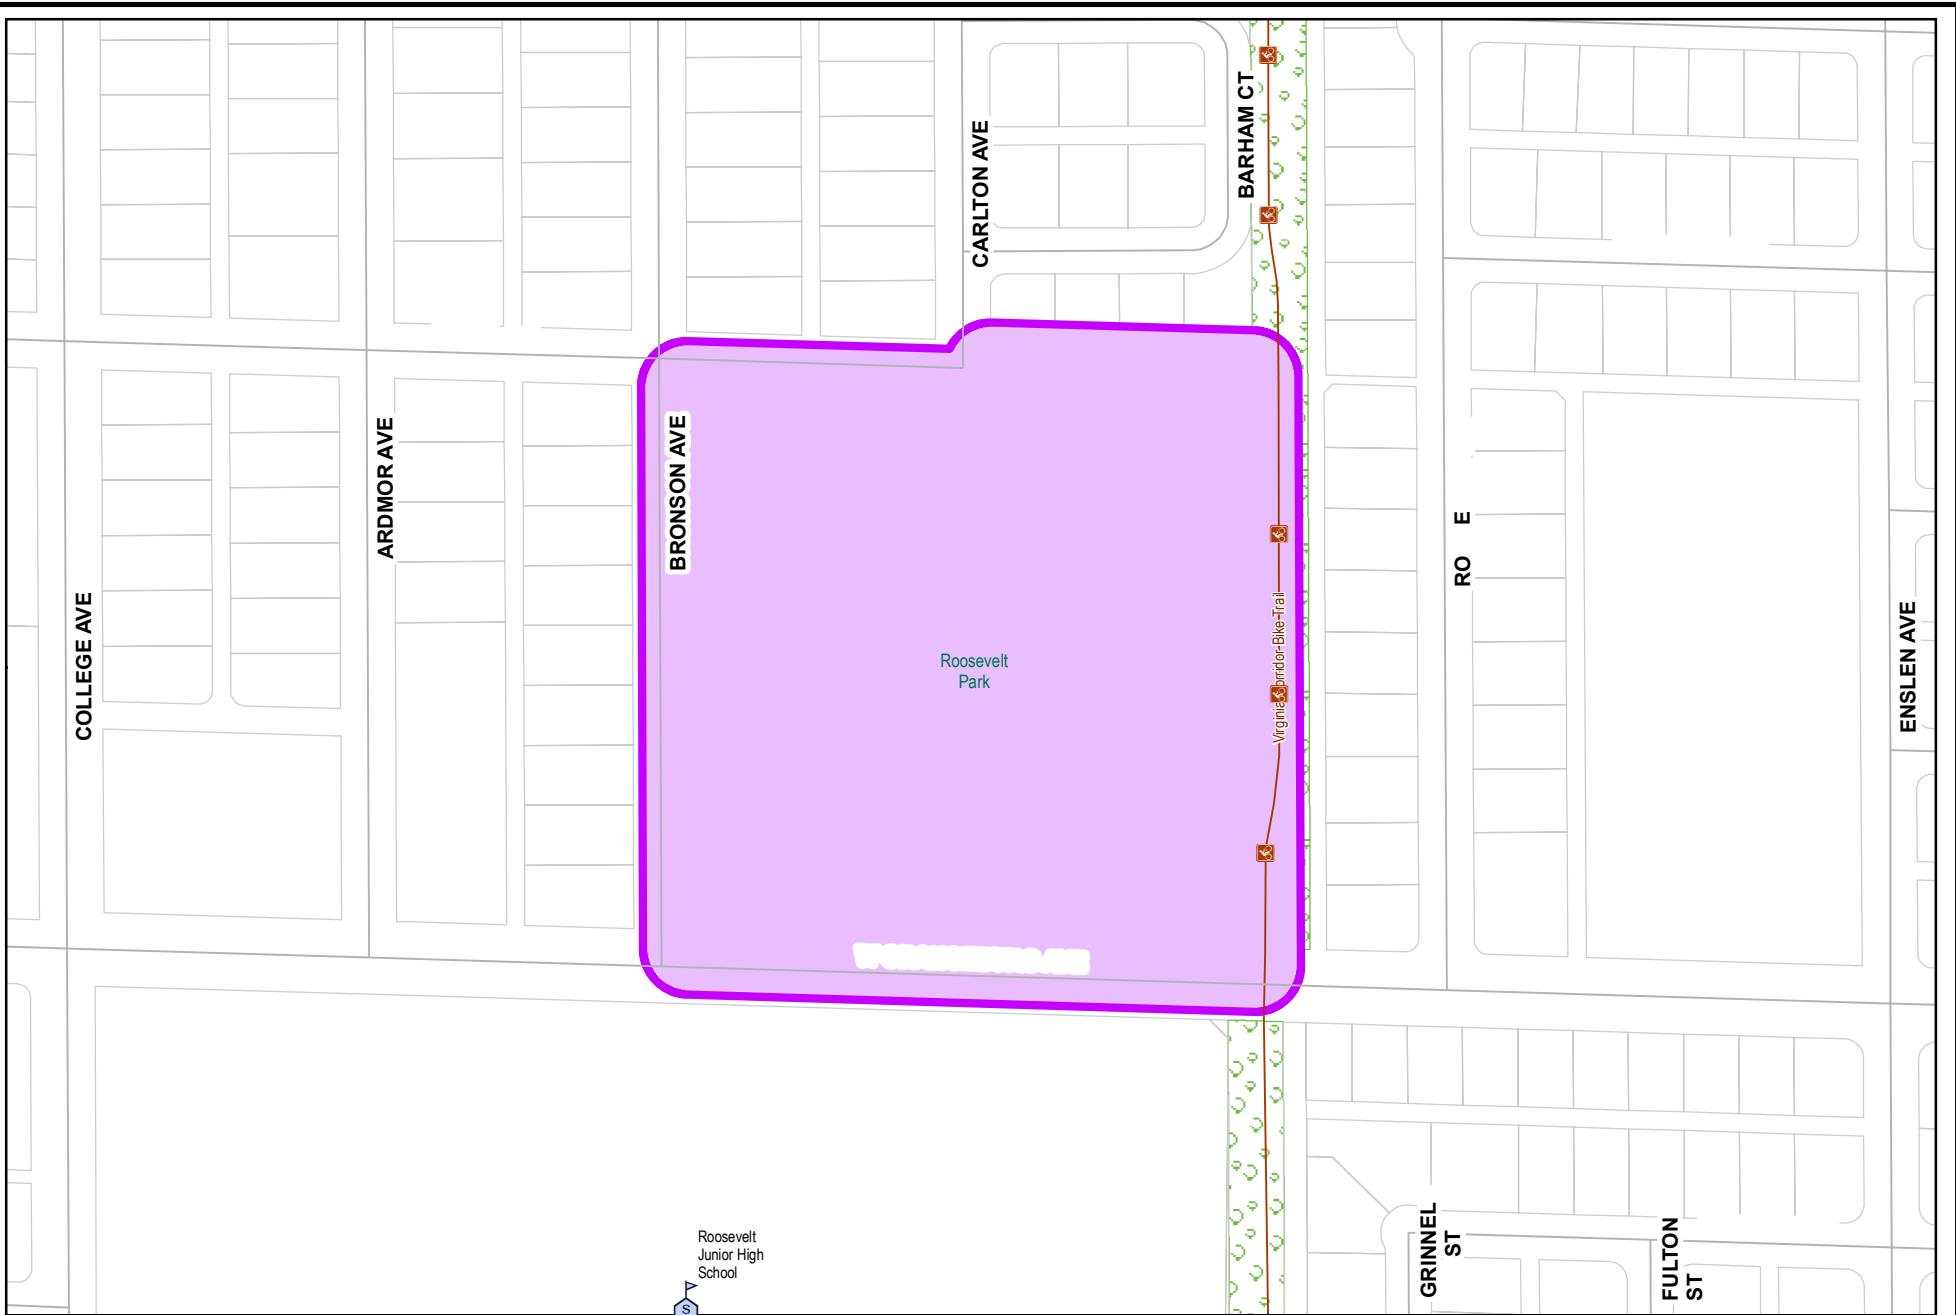 CARLTON AVE
BARHAM CT
BRONSON AVE
ARDMOR AVE
COLLEGE AVE
RO E
ENSLEN AVE
Roosevelt
Park
Virginia orridor-Bike-Trail
Roosevelt
Junior High
School
S
GRINNEL
ST
FULTON
ST